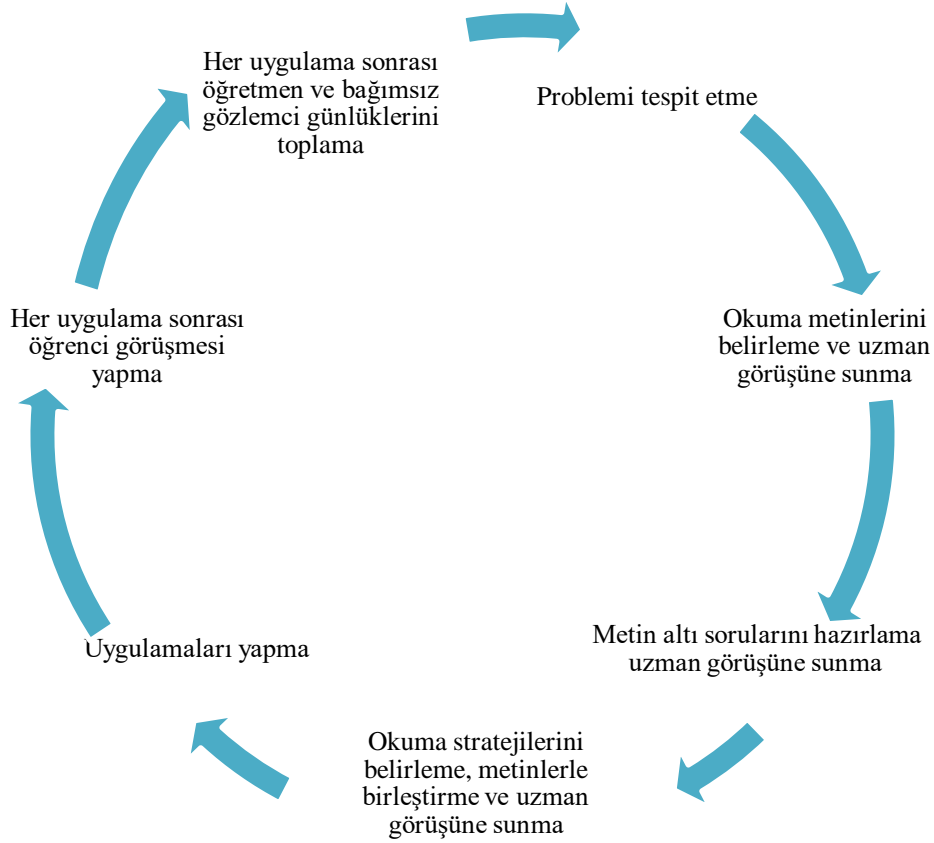 Problemi tespit etme
Okuma metinlerini
belirleme ve uzman
görüşüne sunma
Metin altı sorularını hazırlama
uzman görüşüne sunma
Okuma stratejilerini
belirleme, metinlerle
birleştirme ve uzman
görüşüne sunma
Uygulamaları yapma
Her uygulama sonrası
öğrenci görüşmesi
yapma
Her uygulama sonrası
öğretmen ve bağımsız
gözlemci günlüklerini
toplama